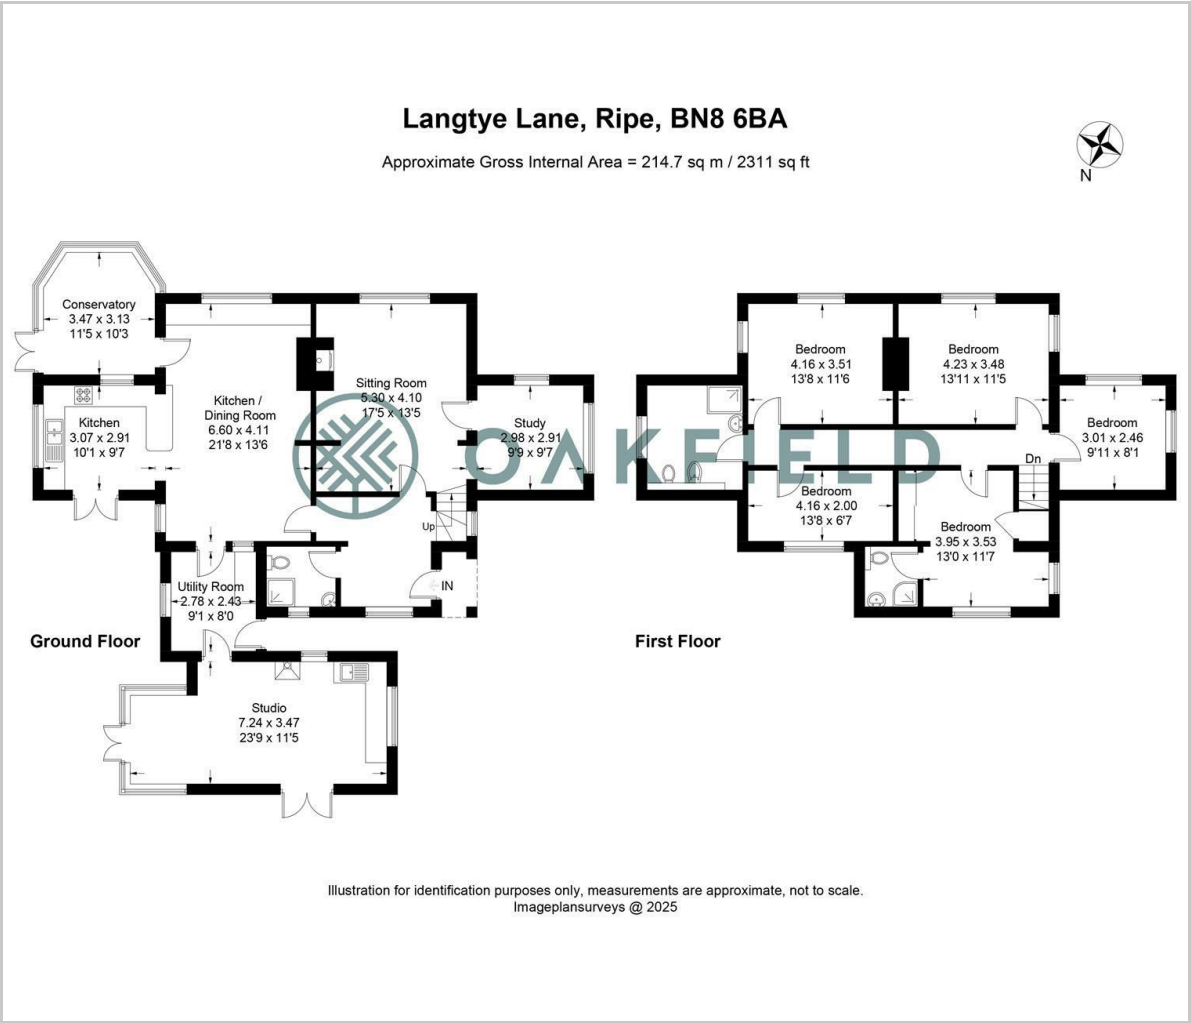 Langtye Lane, Ripe, BN8 6BA
Approximate Gross Internal Area = 214.7 sq m / 2311 sq ft
N
Conservatory
3.47 x 3.13
11'5 x 10'3
Kitchen
3.07 x 2.91
10'1 x 9'7
Kitchen /
Dining Room
6.60 x 4.11
21'8 x 13'6
Sitting Room
5.30 x 4.10
17'5 x 13'5
Study
2.98 x 2.91
9'9 x 9'7
Up
IN
Utility Room
2.78 x 2.43
9'1 x 8'0
Ground Floor
Studio
7.24 x 3.47
23'9 x 11'5
Bedroom
4.16 x 3.51
13'8 x 11'6
Bedroom
4.23 x 3.48
13'11 x 11'5
Bedroom
3.01 x 2.46
9'11 x 8'1
Dn
Bedroom
4.16 x 2.00
13'8 x 6'7
Bedroom
3.95 x 3.53
13'0 x 11'7
First Floor
OAKFIELD
Illustration for identification purposes only, measurements are approximate, not to scale.
Imageplansurveys @ 2025